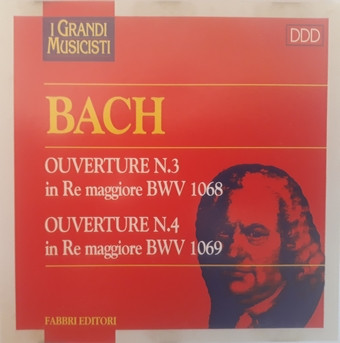 I GRANDI
MUSICISTI
DDD
BACH
OUVERTURE N.3
in Re maggiore BWV 1068
OUVERTURE N.4
in Re maggiore BWV 1069
FABBRI EDITORI